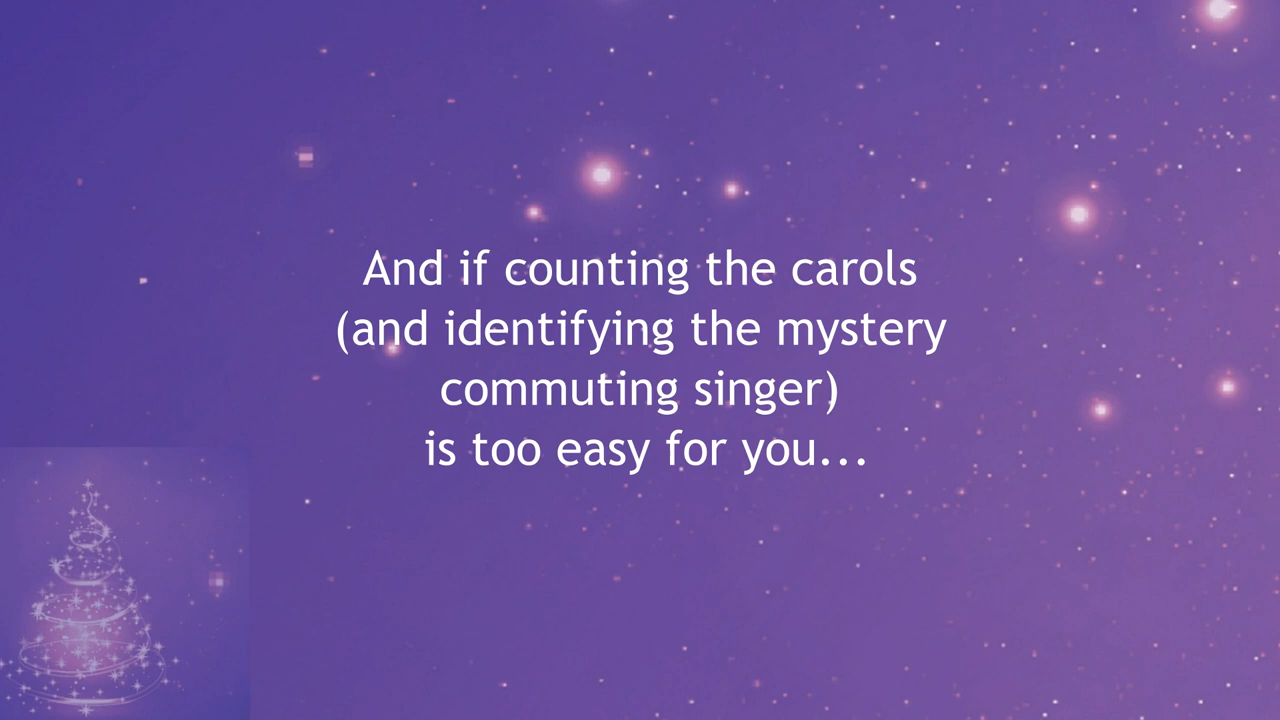 And if counting the carols
(and identifying the mystery
commuting singer)
is too easy for you...